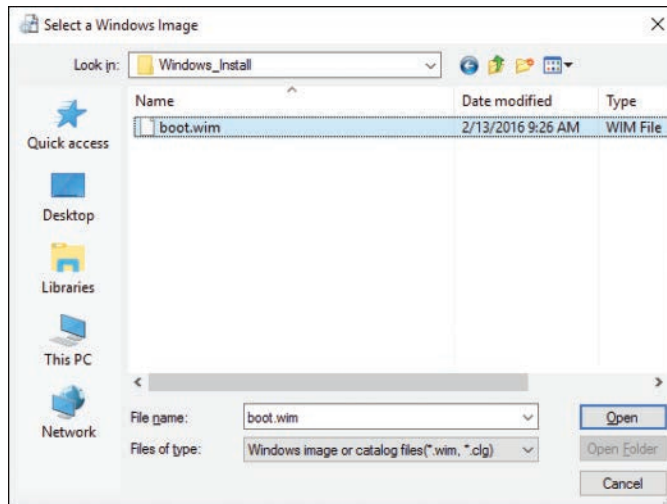 Select a Windows Image
Look in: Windows_Install
Name Date modified Type
boot.wim 2/13/2016 9:26 AM WIM File
Quick access
Desktop
Libraries
This PC
Network
File name: boot.wim Open
Files of type: Windows image or catalog files(*.wim, *.clg) Open Folder
Cancel